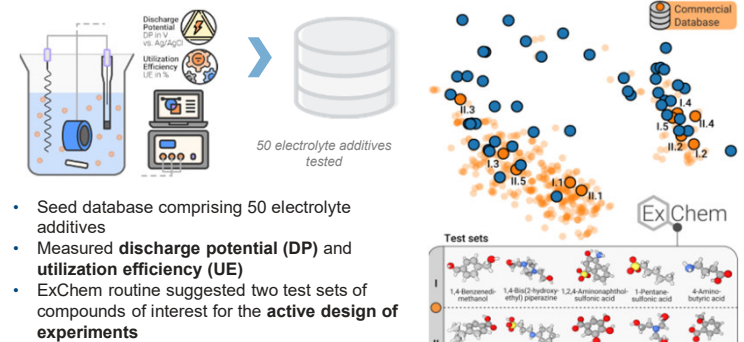 Discharge
Potential
DP in V
vs. Ag/AgCl
Utilization
Efficiency
UE in %
50 electrolyte additives
tested
• Seed database comprising 50 electrolyte
additives
• Measured discharge potential (DP) and
utilization efficiency (UE)
• ExChem routine suggested two test sets of
compounds of interest for the active design of
experiments
Commercial
Database
II.3
I.4
I.5
II.4
II.2
I.2
I.3
II.5
I.1
II.1
ExChem
Test sets
I
1,4-Benzenedi-
methanol
1,4-Bis(2-hydroxy-
ethyl) piperazine
1,2,4-Aminonaphthol-
sulfonic acid
1-Pentane-
sulfonic acid
4-Amino-
butyric acid